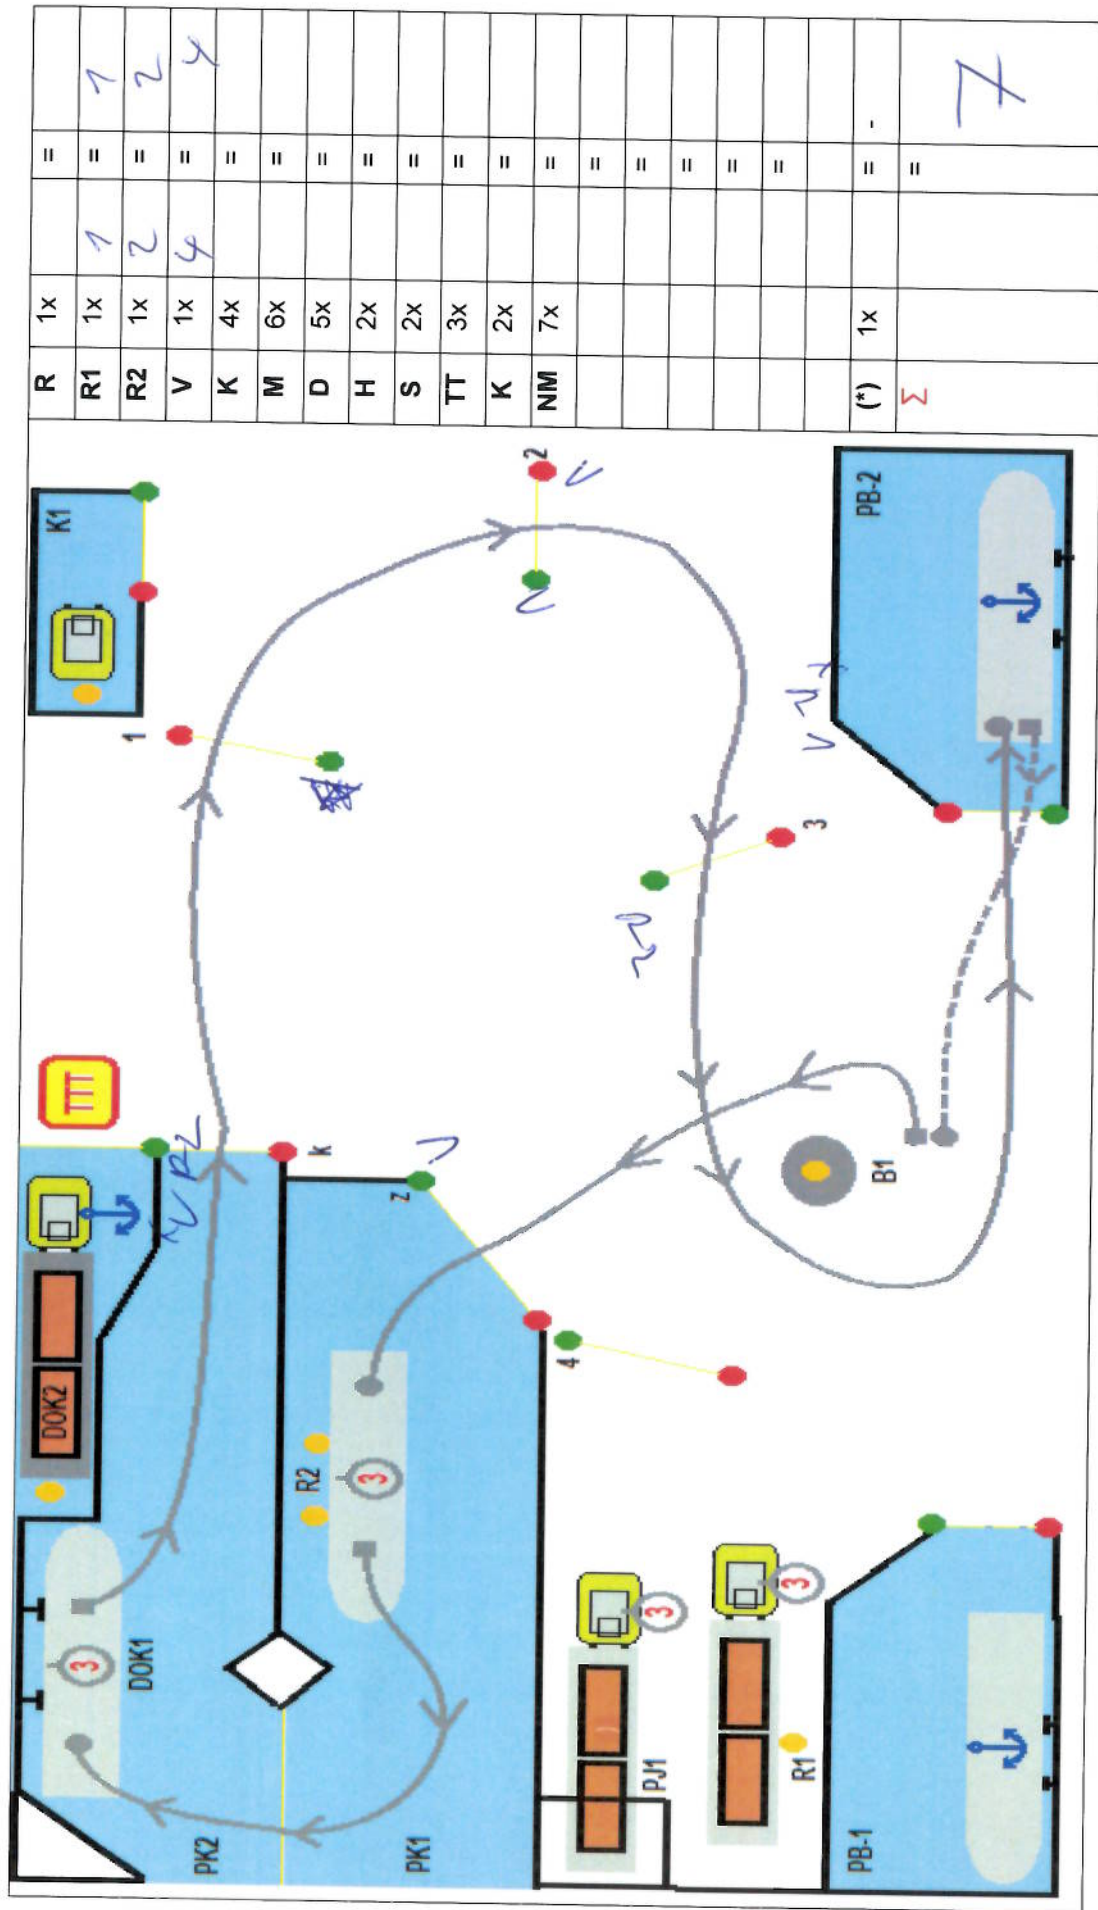 DOK1
DOK2
TTT
1
K1
PK2
3
k
R2
3
z
V
PK1
4
2
V
V
PJ1
3
3
3
R1
B1
PB-1
PB-2
R 1x =
R1 1x 1 = 1
R2 1x 2 = 2
V 1x 4 = 4
K 4x =
M 6x =
D 5x =
H 2x =
S 2x =
TT 3x =
K 2x =
NM 7x =
=
=
=
=
=
(*) 1x = -
Σ = 7